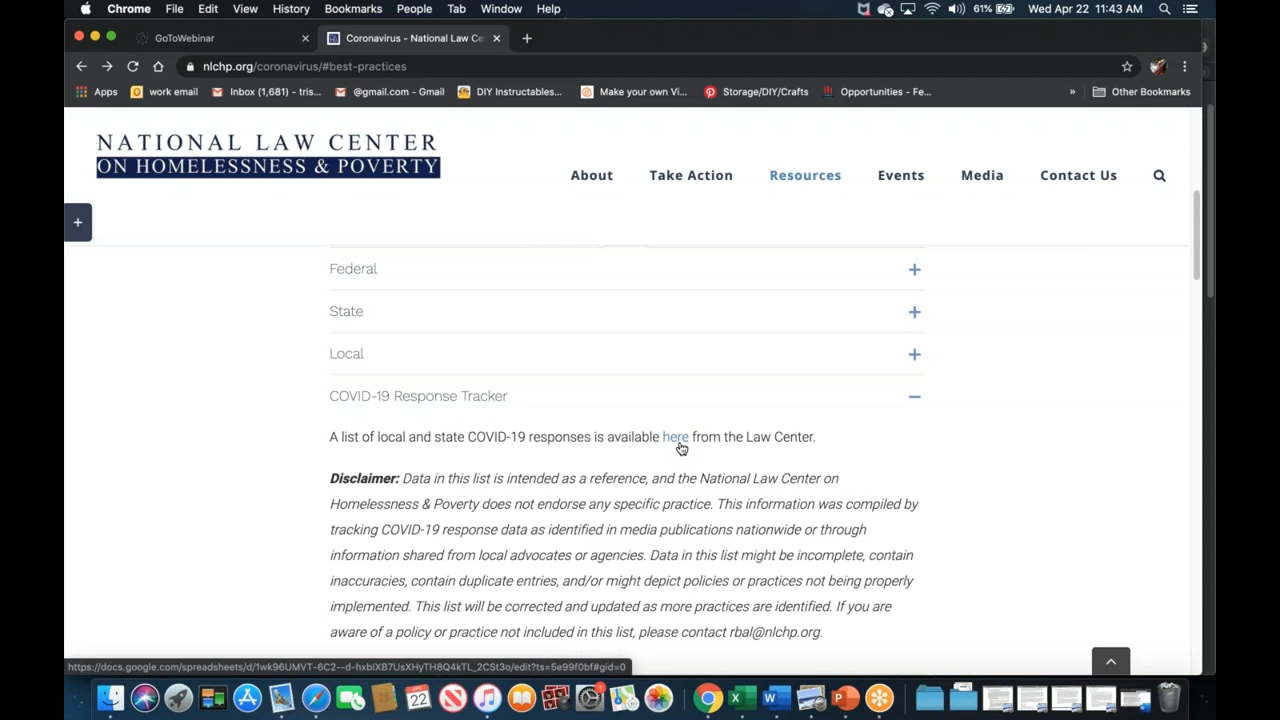 Chrome File Edit View History Bookmarks People Tab Window Help 61% Wed Apr 22 11:43 AM
GoToWebinar Coronavirus - National Law Ce
nlchp.org/coronavirus/#best-practices
Apps work email Inbox (1,681) - tris... @gmail.com - Gmail DIY Instructables... Make your own Vi... Storage/DIY/Crafts Opportunities - Fe... » Other Bookmarks
NATIONAL LAW CENTER
ON HOMELESSNESS & POVERTY
About Take Action Resources Events Media Contact Us
Federal
State
Local
COVID-19 Response Tracker
A list of local and state COVID-19 responses is available here from the Law Center.
Disclaimer: Data in this list is intended as a reference, and the National Law Center on
Homelessness & Poverty does not endorse any specific practice. This information was compiled by
tracking COVID-19 response data as identified in media publications nationwide or through
information shared from local advocates or agencies. Data in this list might be incomplete, contain
inaccuracies, contain duplicate entries, and/or might depict policies or practices not being properly
implemented. This list will be corrected and updated as more practices are identified. If you are
aware of a policy or practice not included in this list, please contact rbal@nlchp.org.